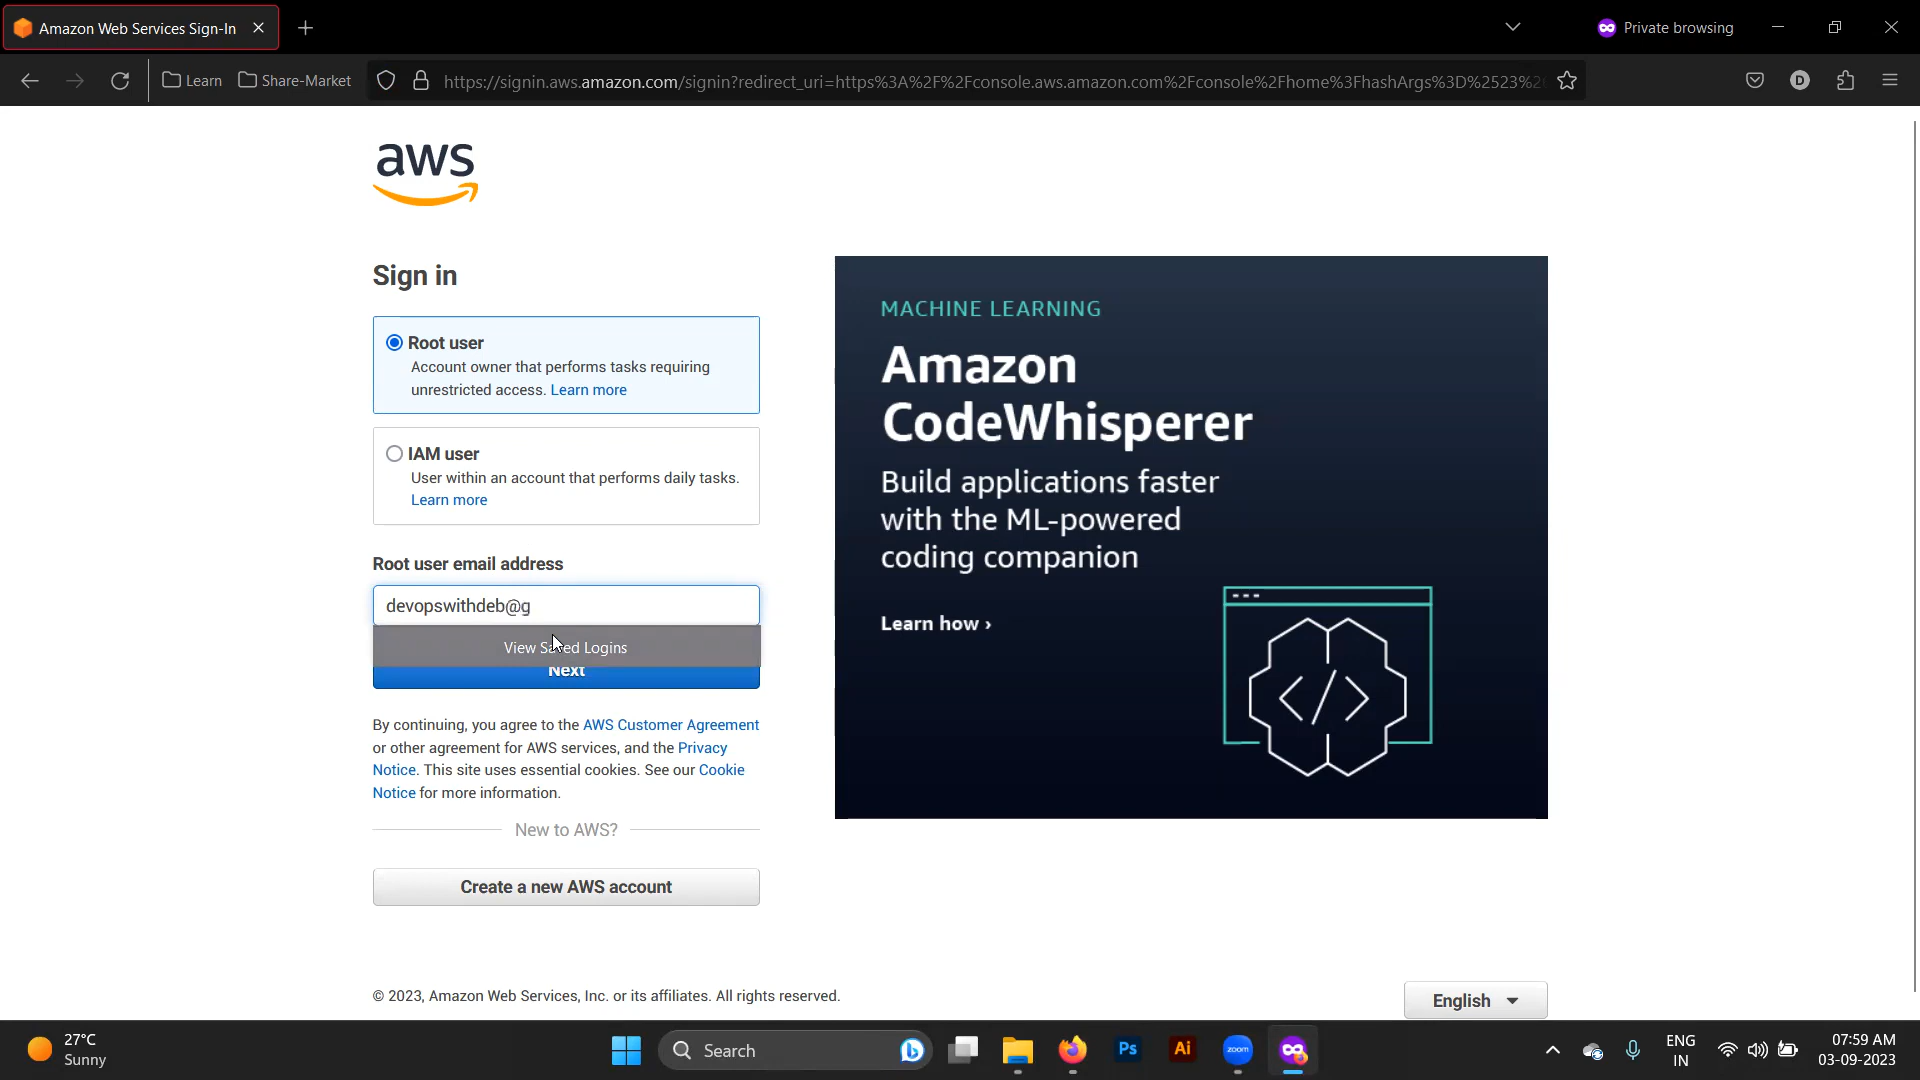 Amazon Web Services Sign-In
Private browsing
Learn
Share-Market
https://signin.aws.amazon.com/signin?redirect_uri=https%3A%2F%2Fconsole.aws.amazon.com%2Fconsole%2Fhome%3FhashArgs%3D%2523%2
D
aws
Sign in
Root user
Account owner that performs tasks requiring
unrestricted access. Learn more
IAM user
User within an account that performs daily tasks.
Learn more
Root user email address
devopswithdeb@g
View Saved Logins
Next
By continuing, you agree to the AWS Customer Agreement
or other agreement for AWS services, and the Privacy
Notice. This site uses essential cookies. See our Cookie
Notice for more information.
New to AWS?
Create a new AWS account
MACHINE LEARNING
Amazon
CodeWhisperer
Build applications faster
with the ML-powered
coding companion
Learn how ›
© 2023, Amazon Web Services, Inc. or its affiliates. All rights reserved.
English
27°C
Sunny
Search
Ps
Ai
zoom
ENG
IN
07:59 AM
03-09-2023